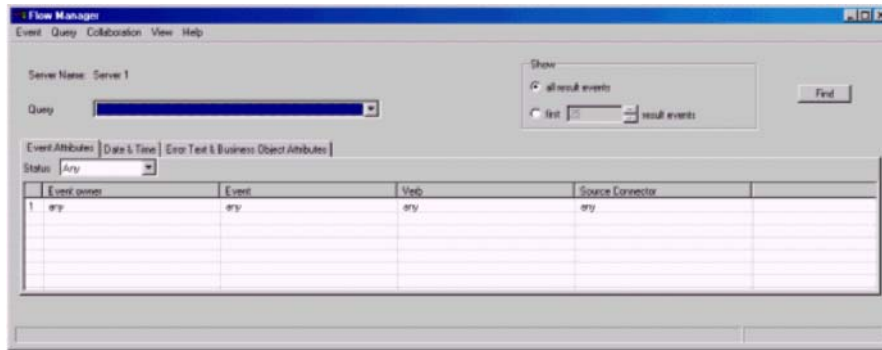 Flow Manager
Event Query Collaboration View Help
Server Name: Server 1
Query
Show
all result events
first 25 result events
Find
Event Attributes Date & Time Error Text & Business Object Attributes
Status Any
Event owner Event Verb Source Connector
1 any any any any